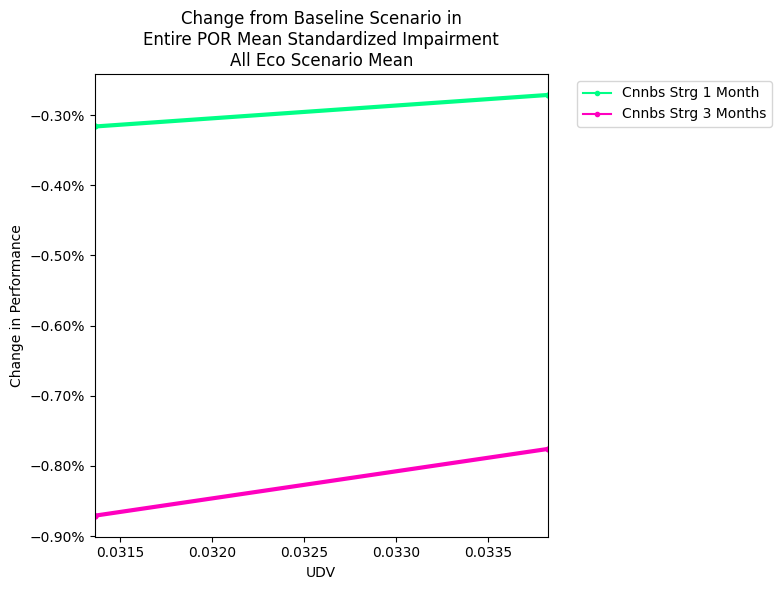 Change from Baseline Scenario in
Entire POR Mean Standardized Impairment
All Eco Scenario Mean
Cnnbs Strg 1 Month
Cnnbs Strg 3 Months
Change in Performance
−0.30%
−0.40%
−0.50%
−0.60%
−0.70%
−0.80%
−0.90%
0.0315
0.0320
0.0325
0.0330
0.0335
UDV